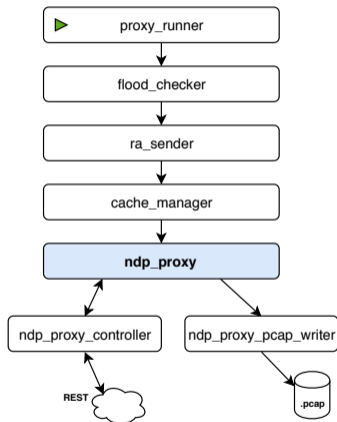 proxy_runner
flood_checker
ra_sender
cache_manager
ndp_proxy
ndp_proxy_controller
ndp_proxy_pcap_writer
REST
.pcap